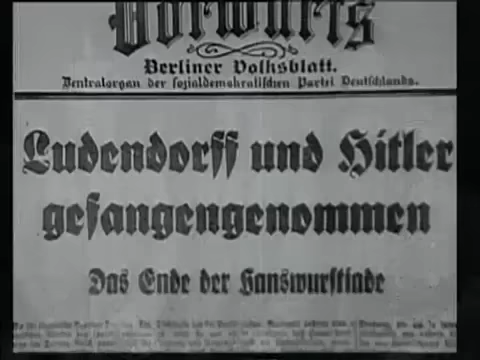 Vorwärts
Berliner Volksblatt.
Zentralorgan der sozialdemokratischen Partei Deutschlands.
Ludendorff und Hitler
gefangengenommen
Das Ende der Hanswurstiade